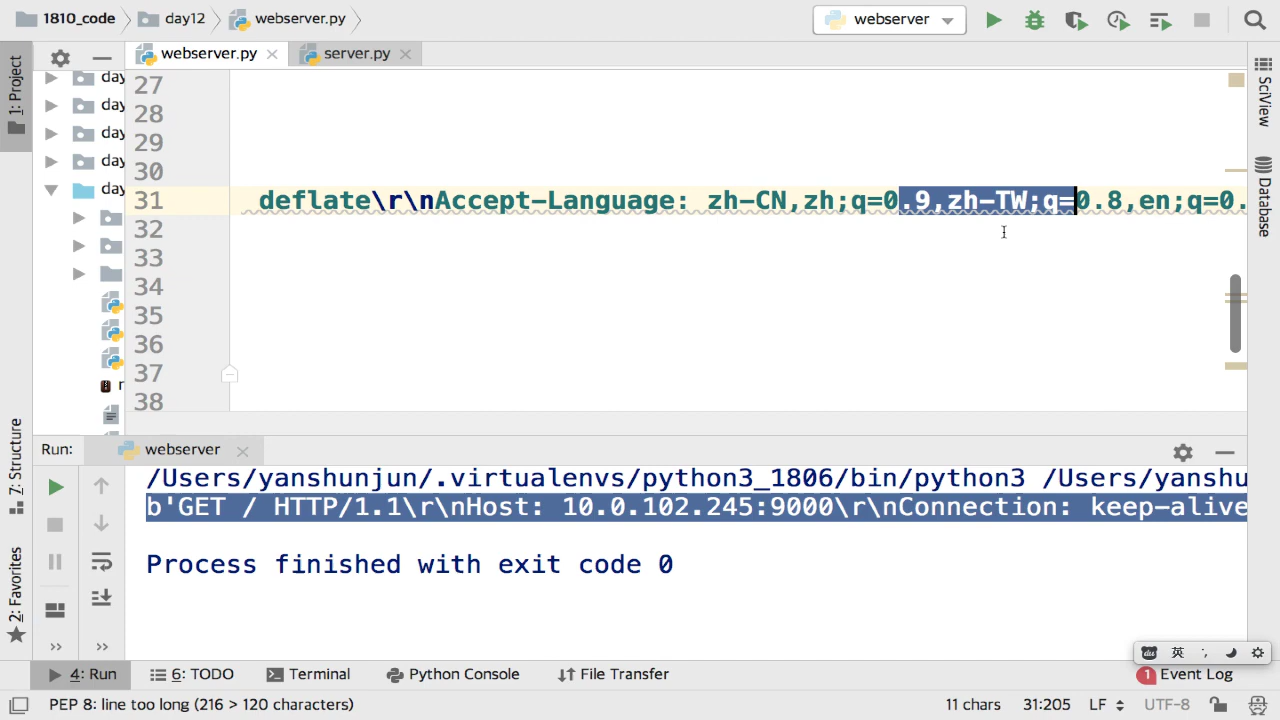 1810_code day12 webserver.py webserver
1: Project
webserver.py server.py
day
27
28
day
29
day
30
day
31 deflate\r\nAccept-Language: zh-CN,zh;q=0.9,zh-TW;q=0.8,en;q=0.
day
32
33
34
35
36
37
38
SciView
Database
Run: webserver
/Users/yanshunjun/.virtualenvs/python3_1806/bin/python3 /Users/yanshu
b'GET / HTTP/1.1\r\nHost: 10.0.102.245:9000\r\nConnection: keep-alive
Process finished with exit code 0
7: Structure
2: Favorites
英
4: Run 6: TODO Terminal Python Console File Transfer 1 Event Log
PEP 8: line too long (216 > 120 characters) 11 chars 31:205 LF UTF-8